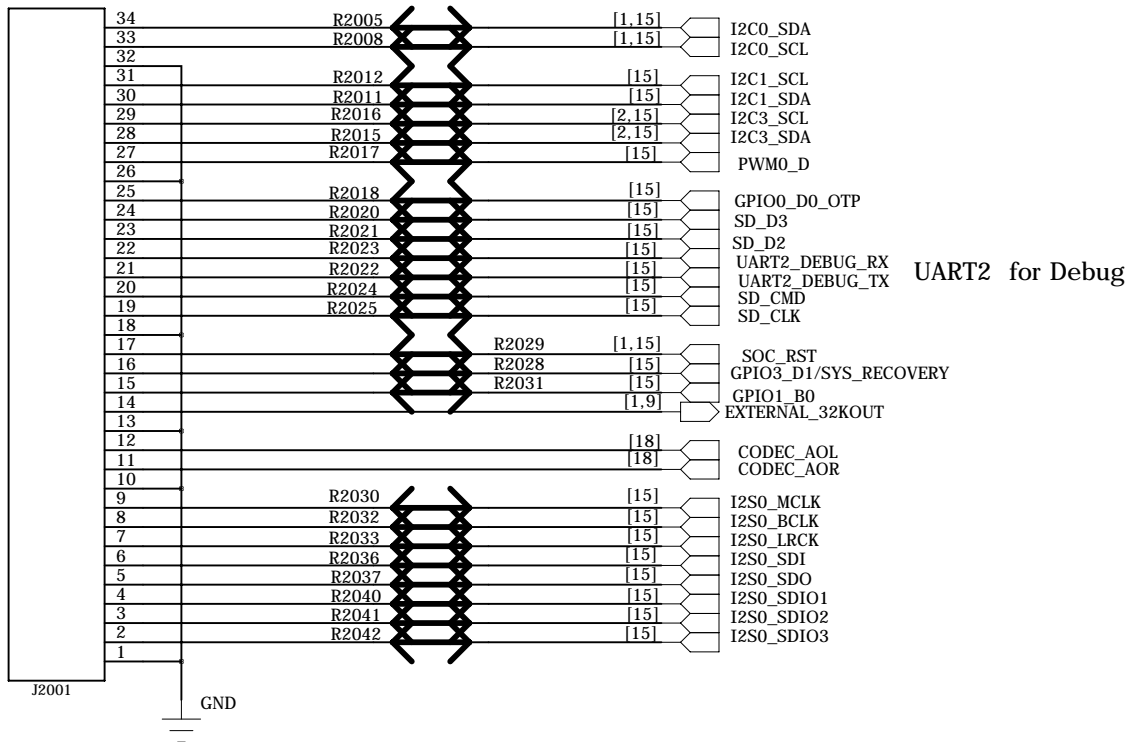 34 R2005 [1,15] I2C0_SDA
33 R2008 [1,15] I2C0_SCL
32
31 R2012 [15] I2C1_SCL
30 R2011 [15] I2C1_SDA
29 R2016 [2,15] I2C3_SCL
28 R2015 [2,15] I2C3_SDA
27 R2017 [15] PWM0_D
26
25 R2018 [15] GPIO0_D0_OTP
24 R2020 [15] SD_D3
23 R2021 [15] SD_D2
22 R2023 [15] UART2_DEBUG_RX
21 R2022 [15] UART2_DEBUG_TX UART2 for Debug
20 R2024 [15] SD_CMD
19 R2025 [15] SD_CLK
18
17 R2029 [1,15] SOC_RST
16 R2028 [15] GPIO3_D1/SYS_RECOVERY
15 R2031 [15] GPIO1_B0
14 [1,9] EXTERNAL_32KOUT
13
12 [18] CODEC_AOL
11 [18] CODEC_AOR
10
9 R2030 [15] I2S0_MCLK
8 R2032 [15] I2S0_BCLK
7 R2033 [15] I2S0_LRCK
6 R2036 [15] I2S0_SDI
5 R2037 [15] I2S0_SDO
4 R2040 [15] I2S0_SDIO1
3 R2041 [15] I2S0_SDIO2
2 R2042 [15] I2S0_SDIO3
1
J2001
GND